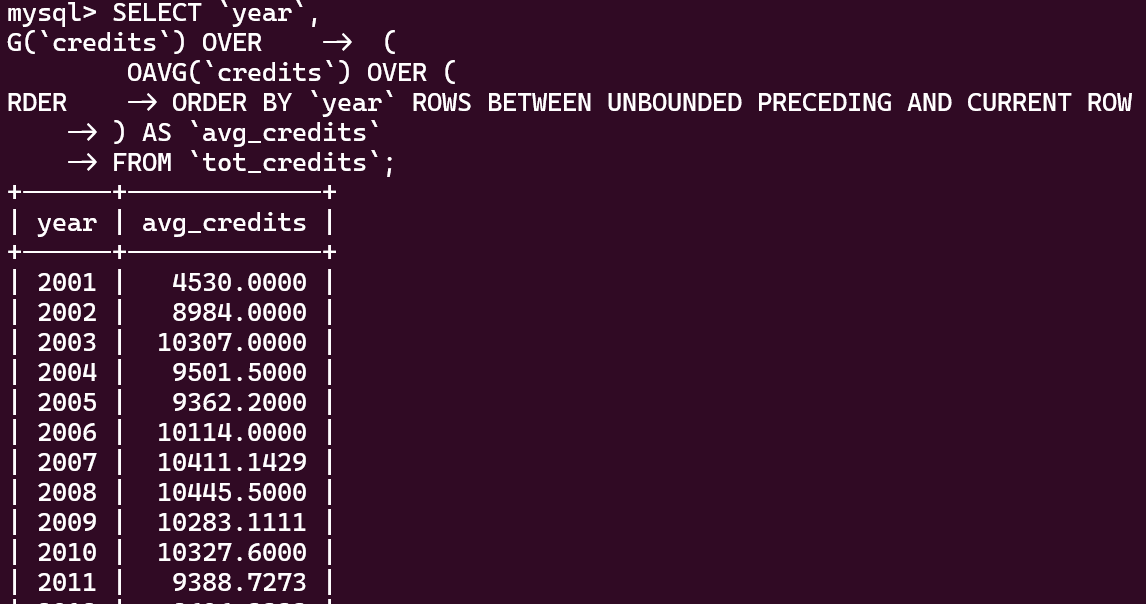 mysql> SELECT `year`,
G(`credits`) OVER    -> (
        OAVG(`credits`) OVER (
RDER    -> ORDER BY `year` ROWS BETWEEN UNBOUNDED PRECEDING AND CURRENT ROW
    -> ) AS `avg_credits`
    -> FROM `tot_credits`;
+------+-------------+
| year | avg_credits |
+------+-------------+
| 2001 |   4530.0000 |
| 2002 |   8984.0000 |
| 2003 |  10307.0000 |
| 2004 |   9501.5000 |
| 2005 |   9362.2000 |
| 2006 |  10114.0000 |
| 2007 |  10411.1429 |
| 2008 |  10445.5000 |
| 2009 |  10283.1111 |
| 2010 |  10327.6000 |
| 2011 |   9388.7273 |